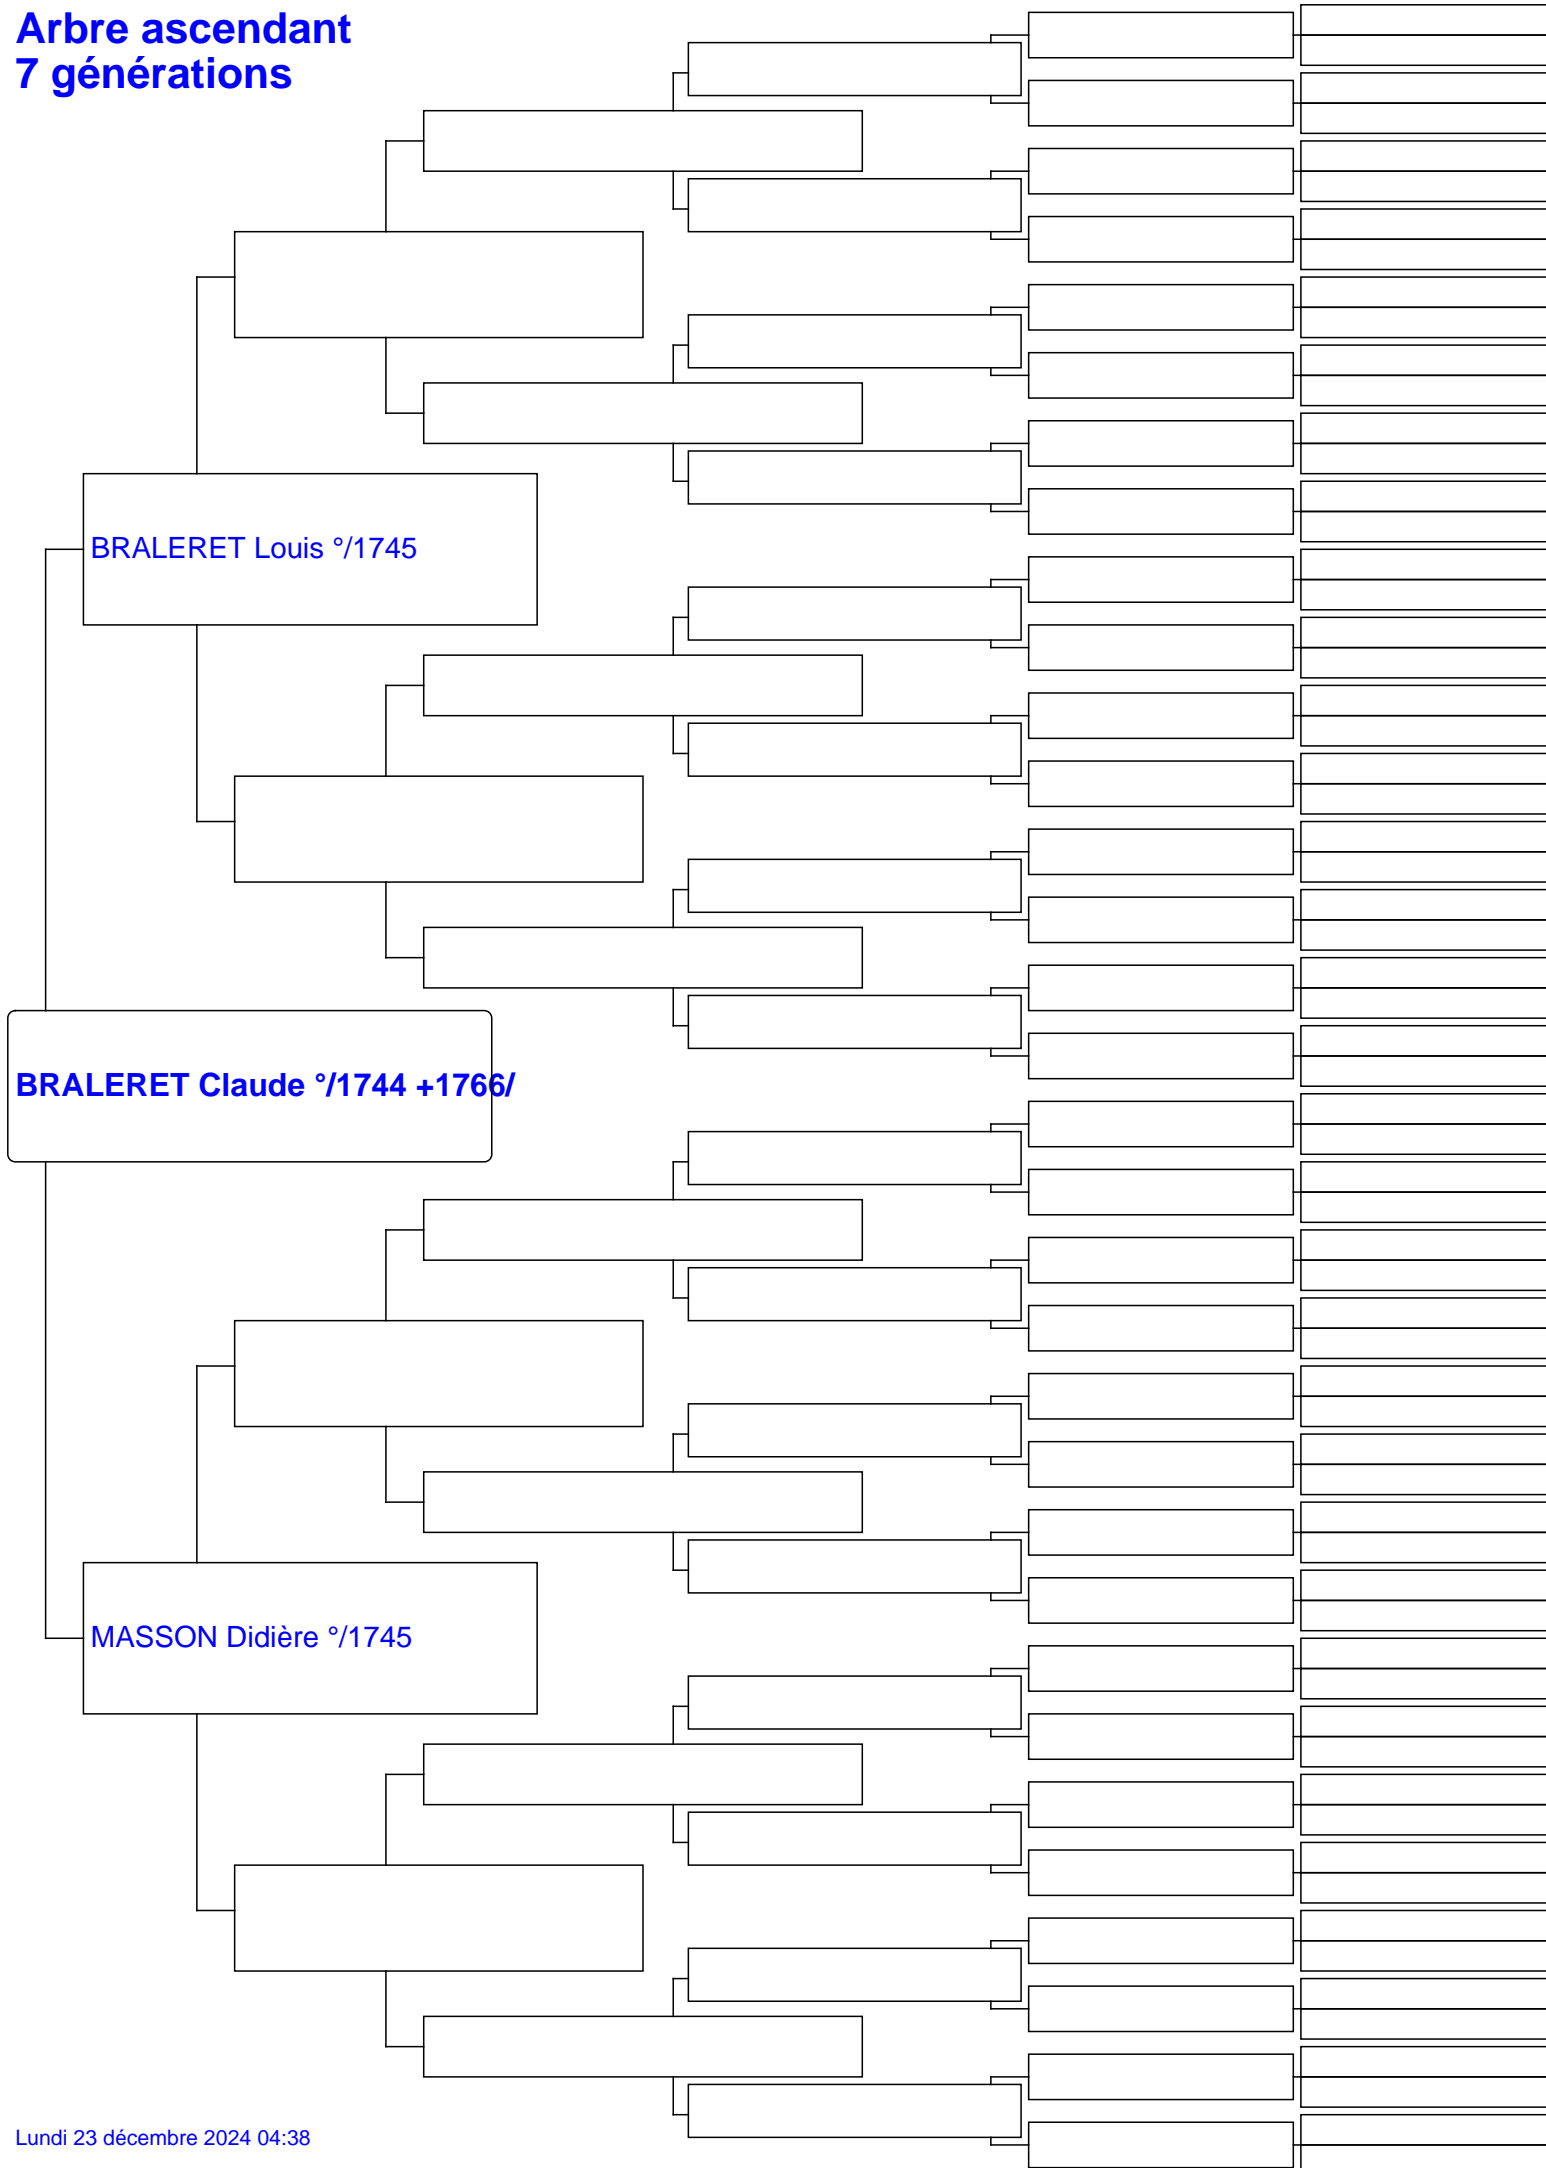 Arbre ascendant
7 générations
BRALERET Louis °/1745
BRALERET Claude °/1744 +1766/
MASSON Didière °/1745
Lundi 23 décembre 2024 04:38